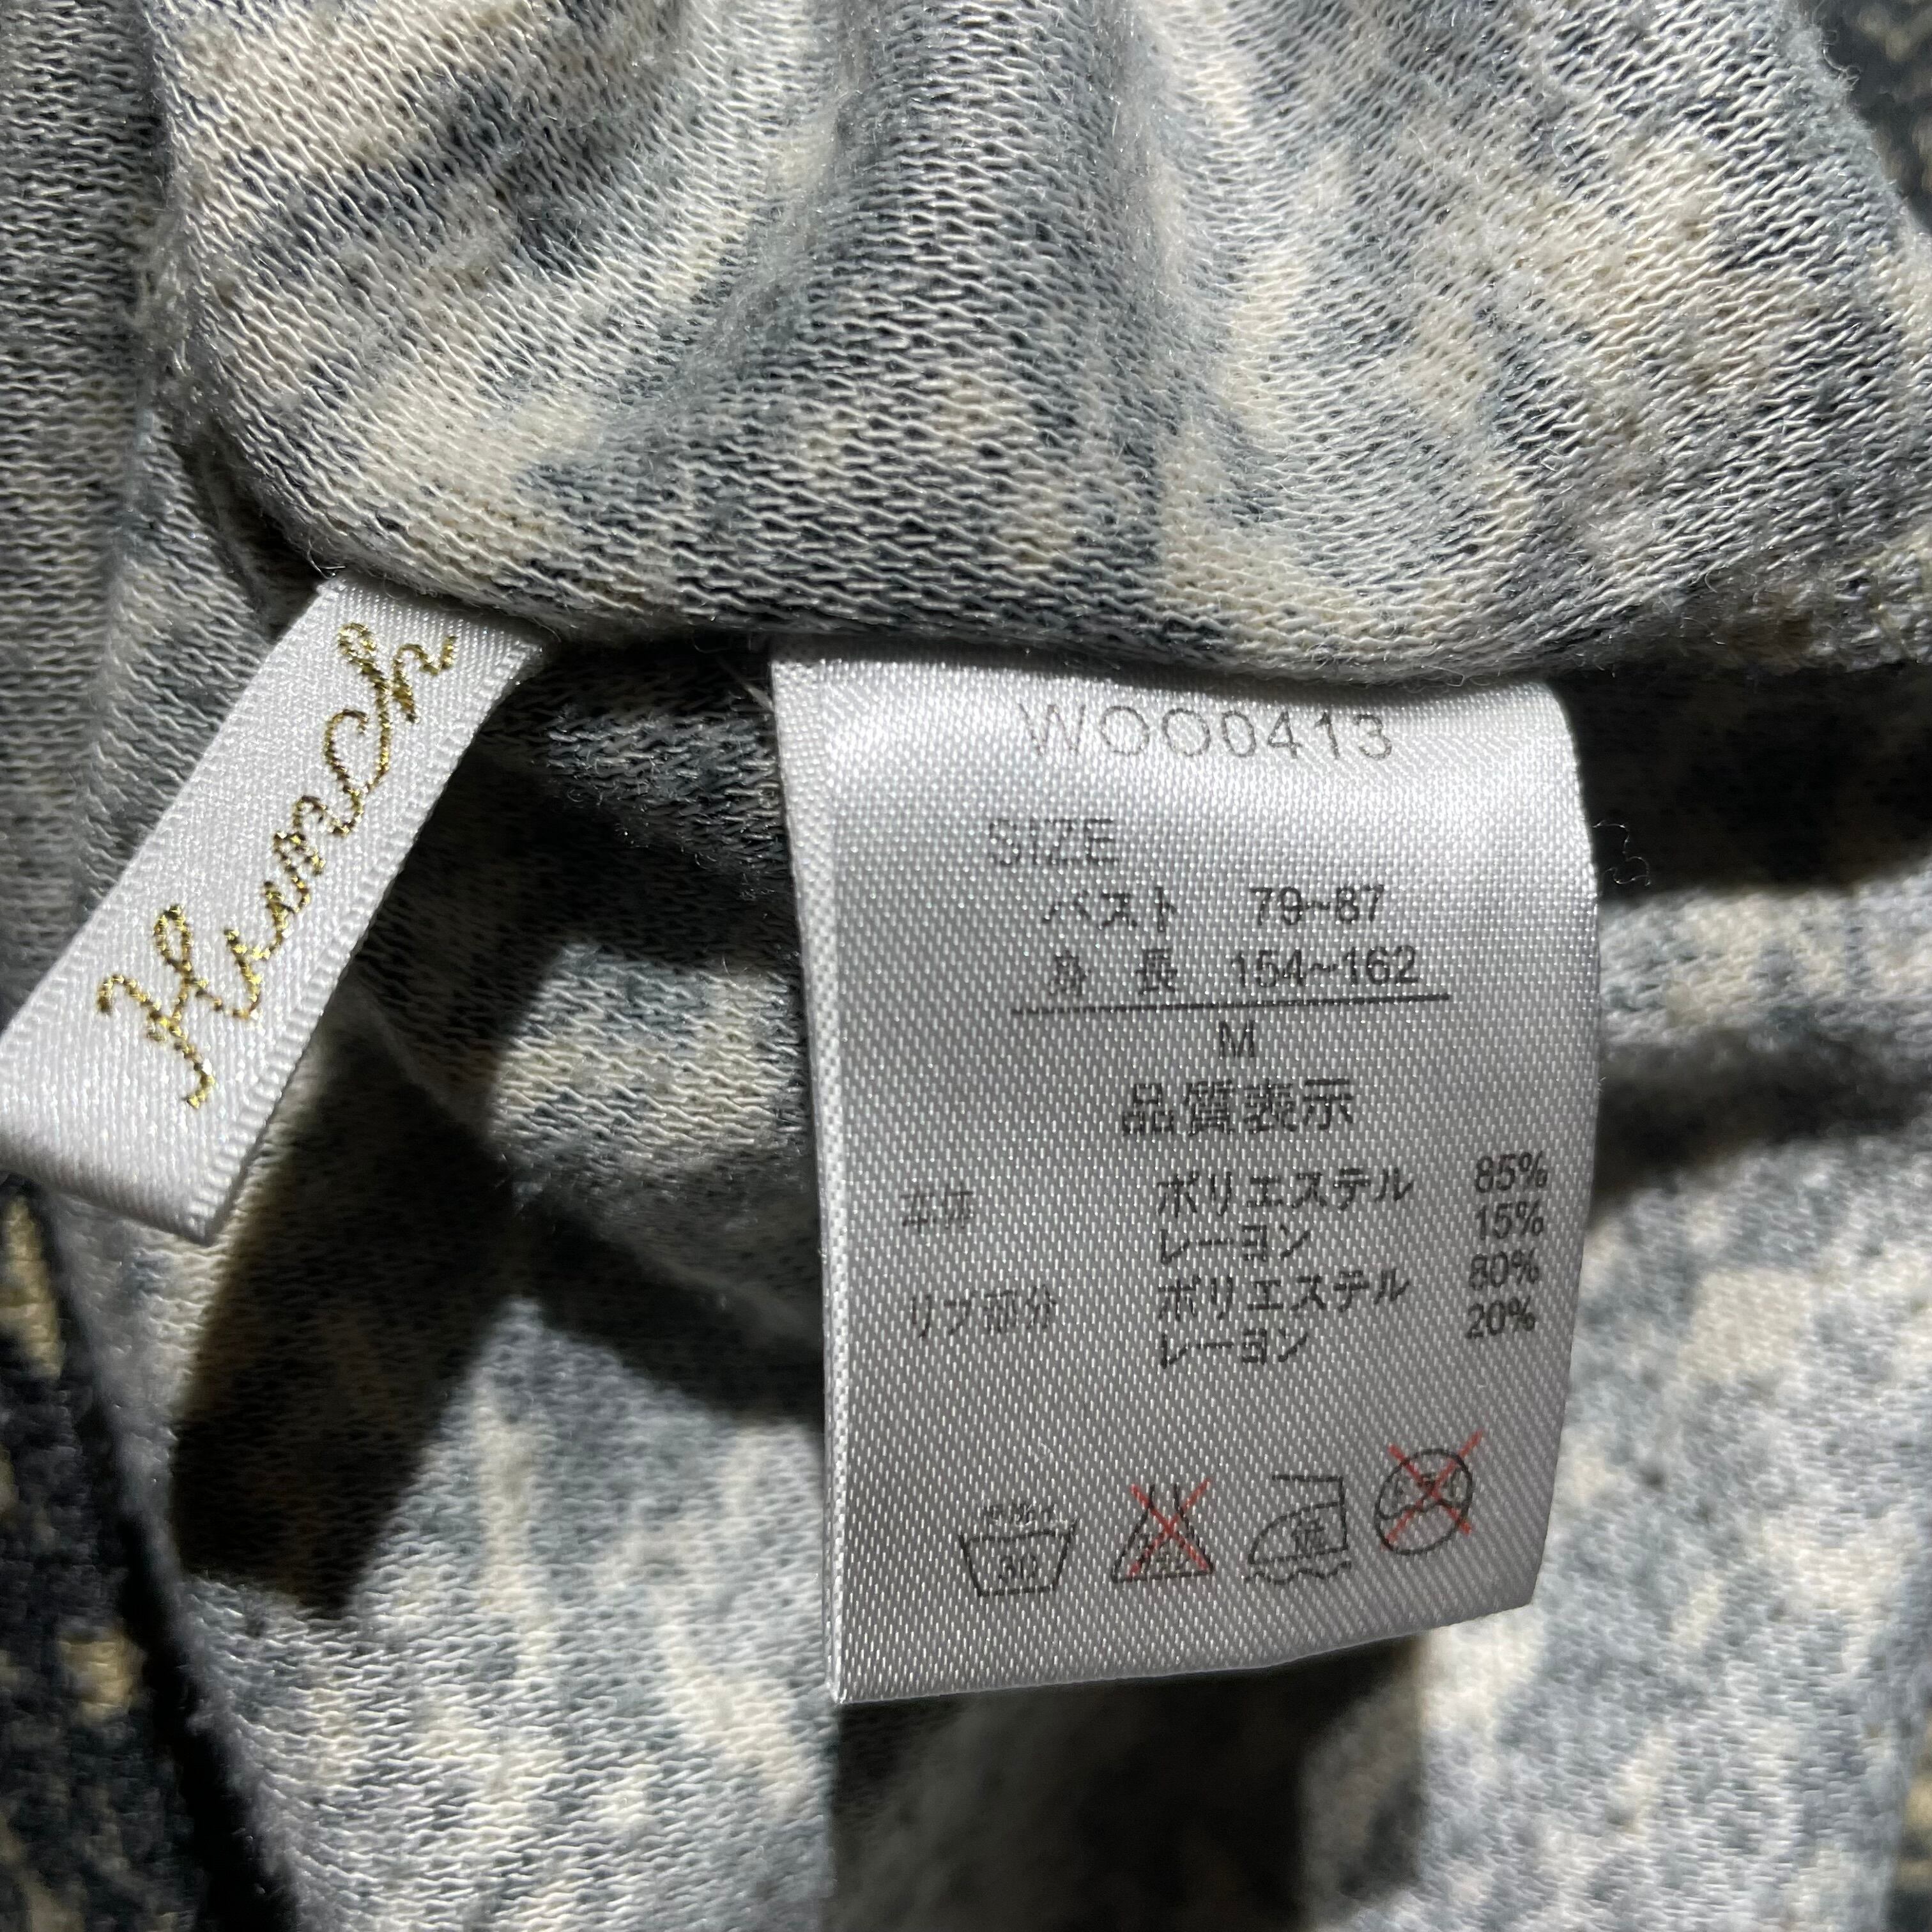 Hunch
WOO0413
SIZE
バスト 79~87
身 長 154~162
M
品質表示
本体 ポリエステル 85%
レーヨン 15%
リブ部分 ポリエステル 80%
レーヨン 20%
30
低